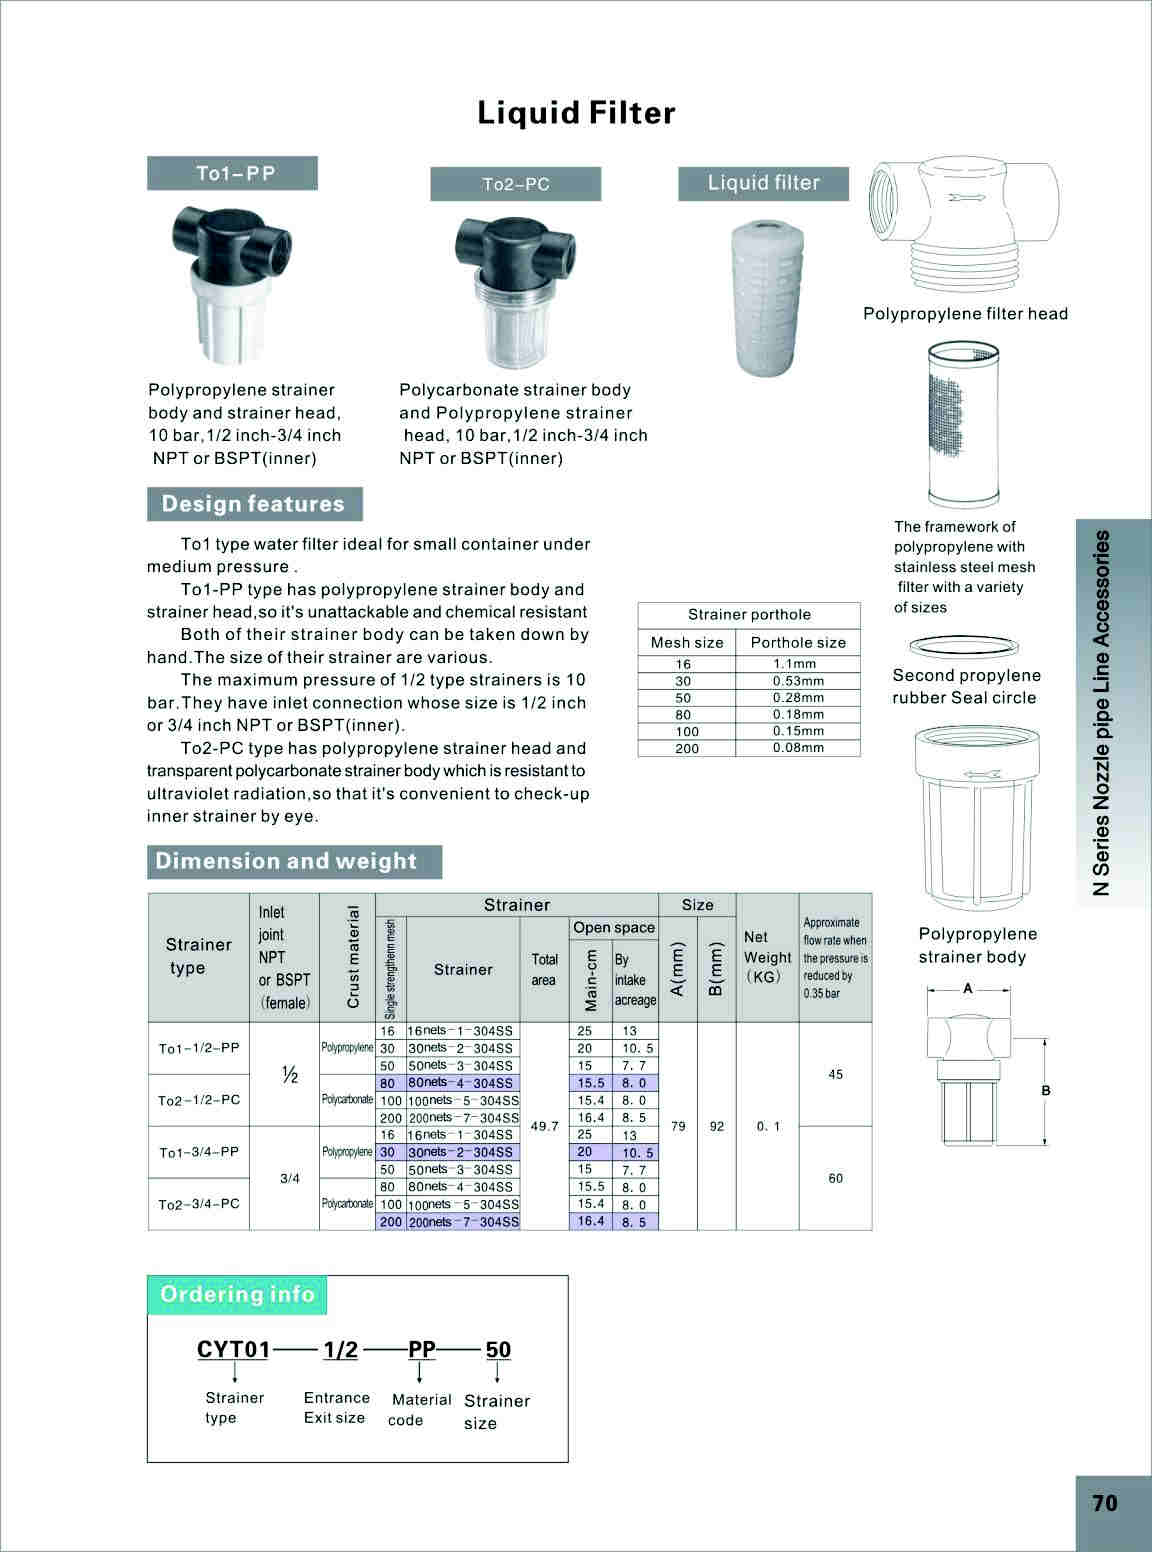 Liquid Filter
To1-PP
To2-PC
Liquid filter
Polypropylene filter head
Polypropylene strainer
body and strainer head,
10 bar,1/2 inch-3/4 inch
NPT or BSPT(inner)
Polycarbonate strainer body
and Polypropylene strainer
head, 10 bar,1/2 inch-3/4 inch
NPT or BSPT(inner)
Design features
To1 type water filter ideal for small container under
medium pressure .
To1-PP type has polypropylene strainer body and
strainer head,so it's unattackable and chemical resistant
Both of their strainer body can be taken down by
hand.The size of their strainer are various.
The maximum pressure of 1/2 type strainers is 10
bar.They have inlet connection whose size is 1/2 inch
or 3/4 inch NPT or BSPT(inner).
To2-PC type has polypropylene strainer head and
transparent polycarbonate strainer body which is resistant to
ultraviolet radiation,so that it's convenient to check-up
inner strainer by eye.
Strainer porthole
Mesh size Porthole size
16 1.1mm
30 0.53mm
50 0.28mm
80 0.18mm
100 0.15mm
200 0.08mm
The framework of
polypropylene with
stainless steel mesh
filter with a variety
of sizes
Second propylene
rubber Seal circle
Polypropylene
strainer body
A
B
N Series Nozzle pipe Line Accessories
Dimension and weight
Strainer
type
Inlet
joint
NPT
or BSPT
(female)
Crust material
Strainer
Single strengthenn mesh
Strainer
Total
area
Open space
Main-cm
By
intake
acreage
Size
A(mm)
B(mm)
Net
Weight
(KG)
Approximate
flow rate when
the pressure is
reduced by
0.35 bar
To1-1/2-PP
To2-1/2-PC
½
Polypropylene
Polycarbonate
16 16nets-1-304SS 25 13
30 30nets-2-304SS 20 10. 5
50 50nets-3-304SS 15 7. 7
80 80nets-4-304SS 15.5 8. 0
100 100nets-5-304SS 15.4 8. 0
200 200nets-7-304SS 16.4 8. 5
45
49.7
79
92
0. 1
To1-3/4-PP
To2-3/4-PC
3/4
Polypropylene
Polycarbonate
16 16nets-1-304SS 25 13
30 30nets-2-304SS 20 10. 5
50 50nets-3-304SS 15 7. 7
80 80nets-4-304SS 15.5 8. 0
100 100nets-5-304SS 15.4 8. 0
200 200nets-7-304SS 16.4 8. 5
60
Ordering info
CYT01 1/2 PP 50
Strainer
type
Entrance
Exit size
Material
code
Strainer
size
70